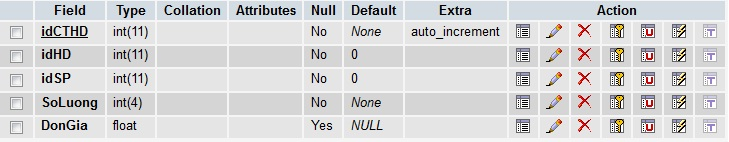 Field Type Collation Attributes Null Default Extra Action
idCTHD int(11) No None auto_increment
idHD int(11) No 0
idSP int(11) No 0
SoLuong int(4) No None
DonGia float Yes NULL